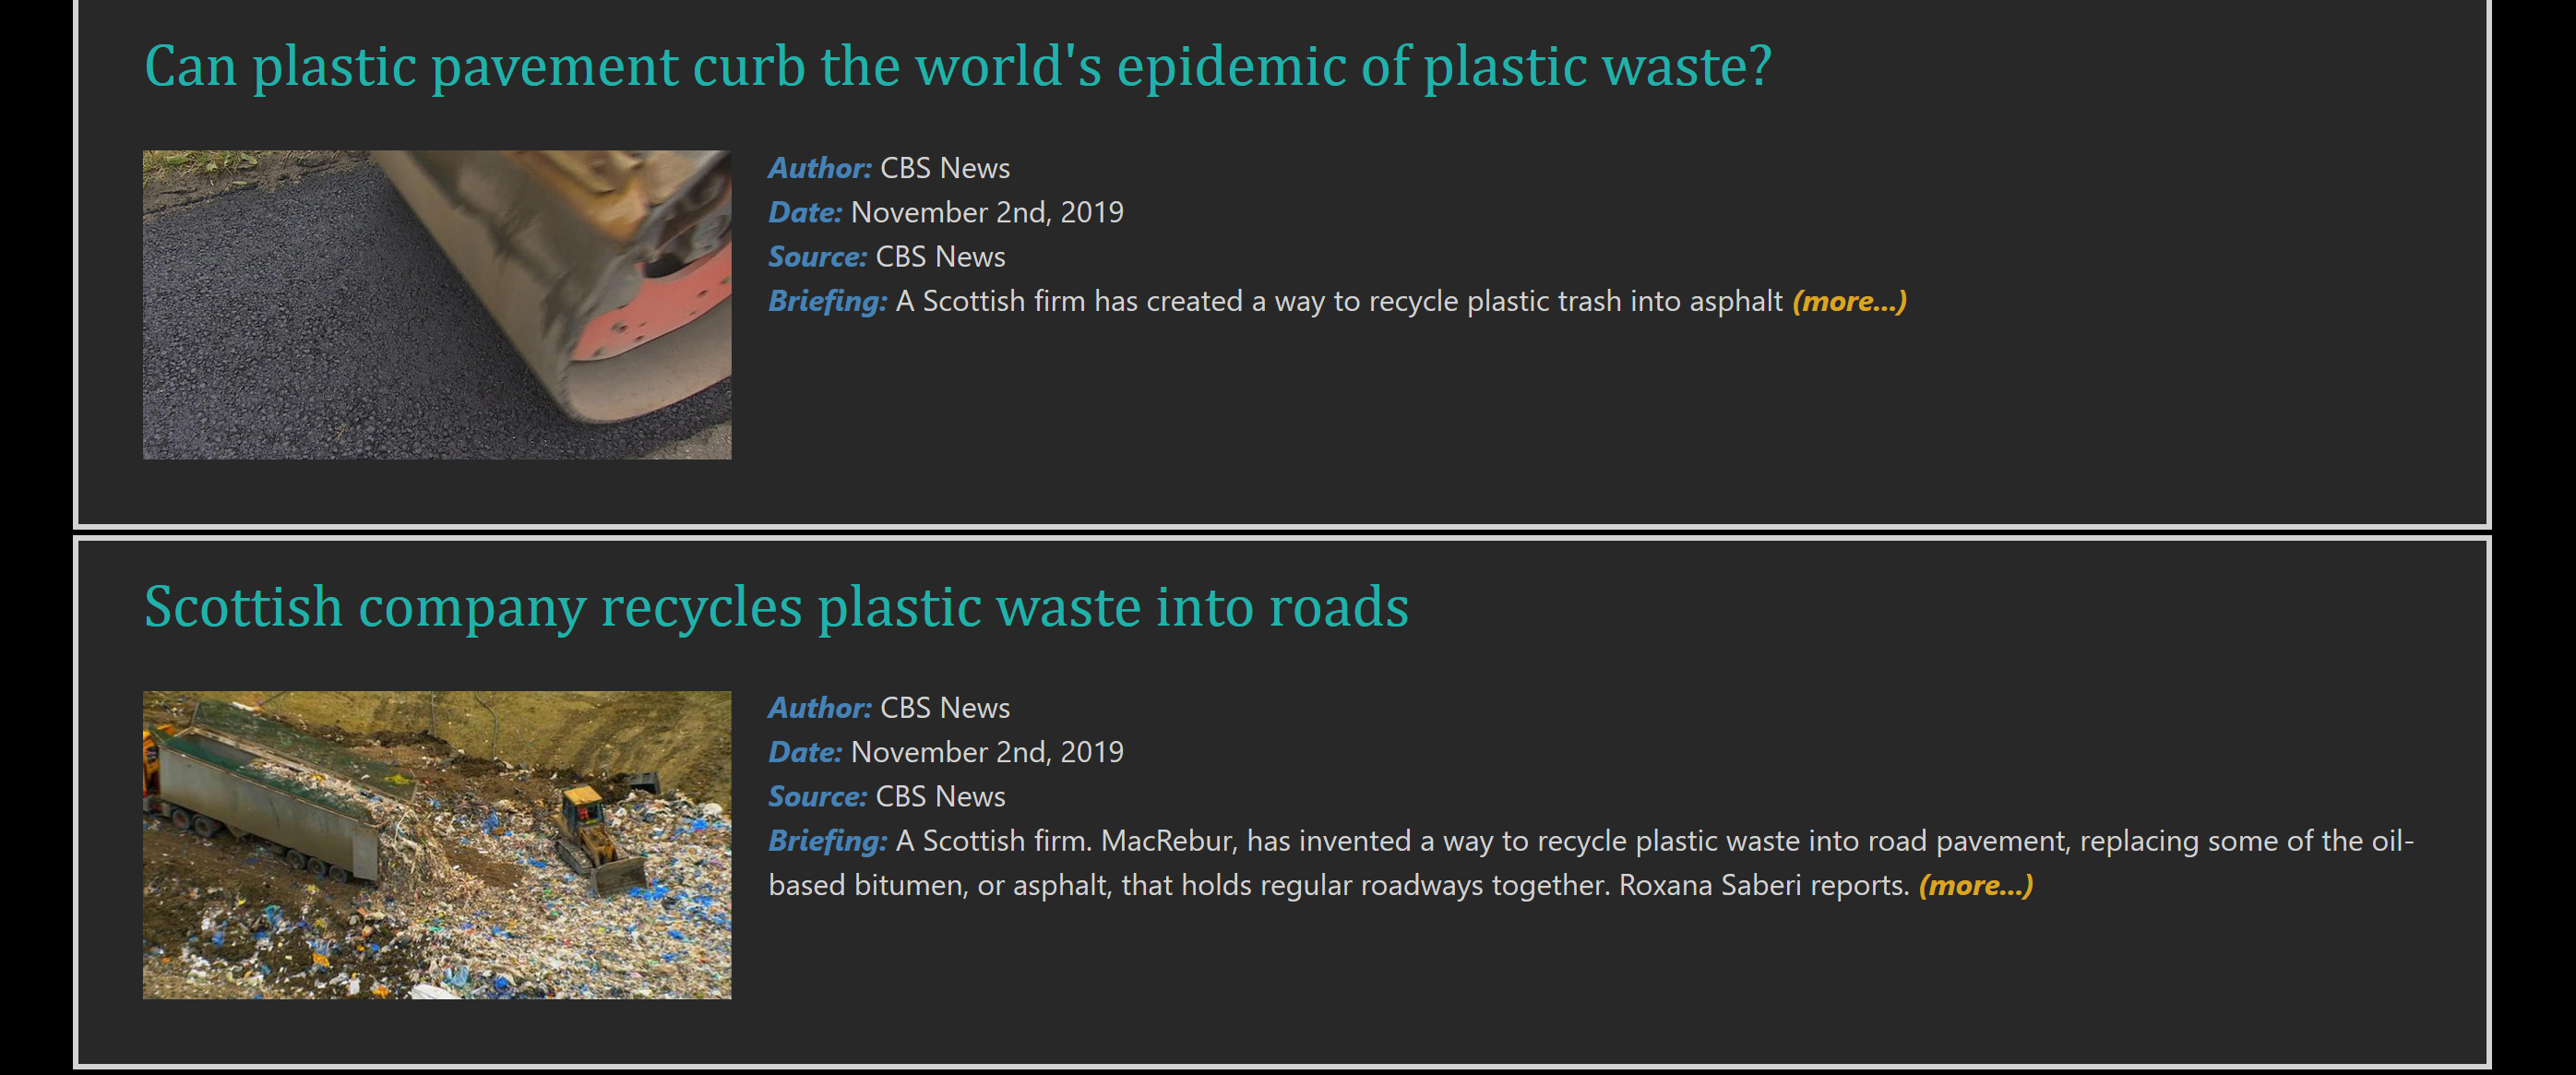 Can plastic pavement curb the world's epidemic of plastic waste?
Author: CBS News
Date: November 2nd, 2019
Source: CBS News
Briefing: A Scottish firm has created a way to recycle plastic trash into asphalt (more...)
Scottish company recycles plastic waste into roads
Author: CBS News
Date: November 2nd, 2019
Source: CBS News
Briefing: A Scottish firm. MacRebur, has invented a way to recycle plastic waste into road pavement, replacing some of the oil-
based bitumen, or asphalt, that holds regular roadways together. Roxana Saberi reports. (more...)